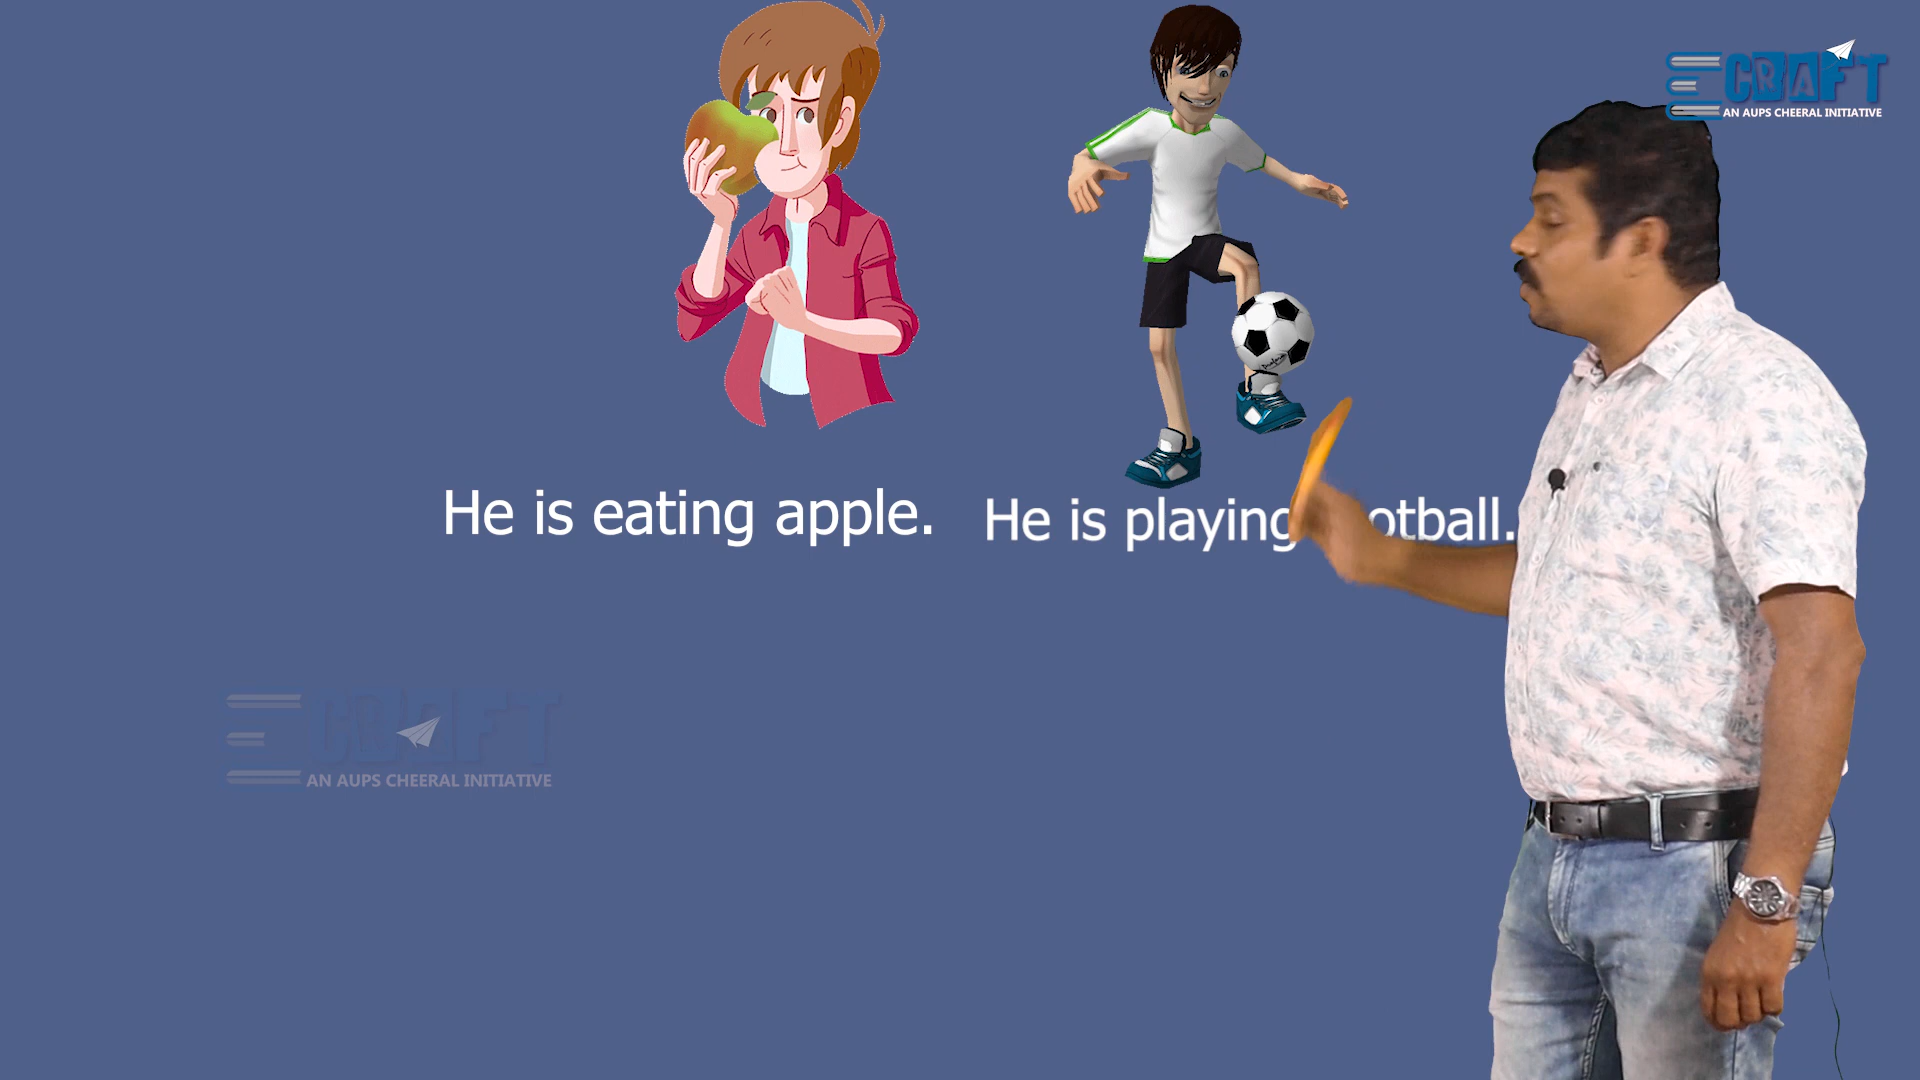 ECRAFT
AN AUPS CHEERAL INITIATIVE
He is eating apple.
He is playing otball.
ECRAFT
AN AUPS CHEERAL INITIATIVE